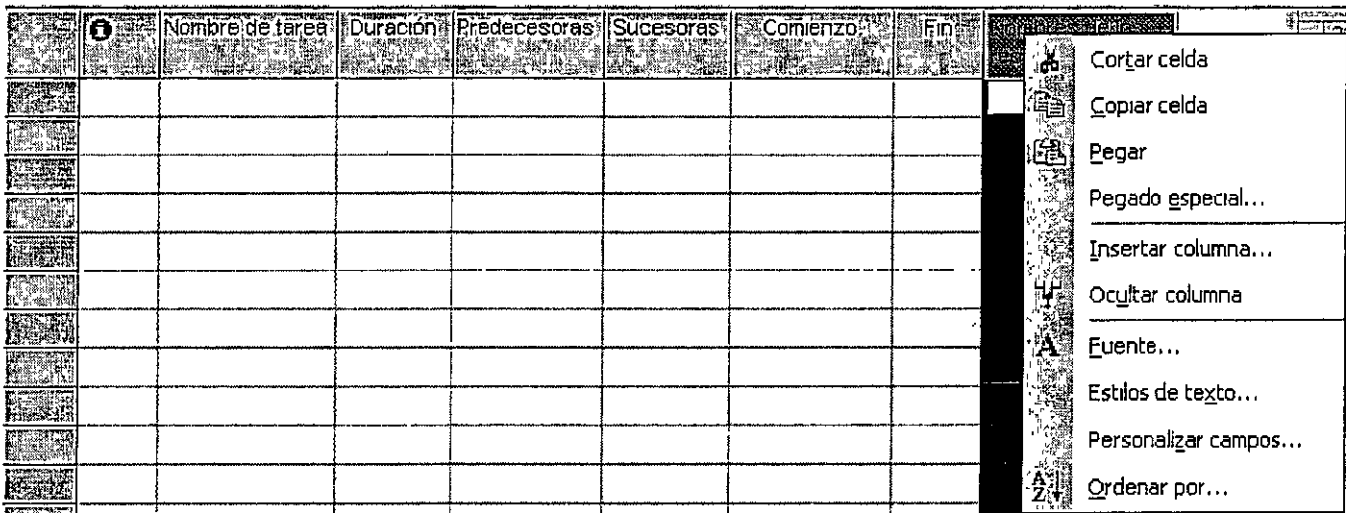 Nombre de tarea Duración Predecesoras Sucesoras Comienzo Fin
Cortar celda
Copiar celda
Pegar
Pegado especial...
Insertar columna...
Ocultar columna
Fuente...
Estilos de texto...
Personalizar campos...
Ordenar por...